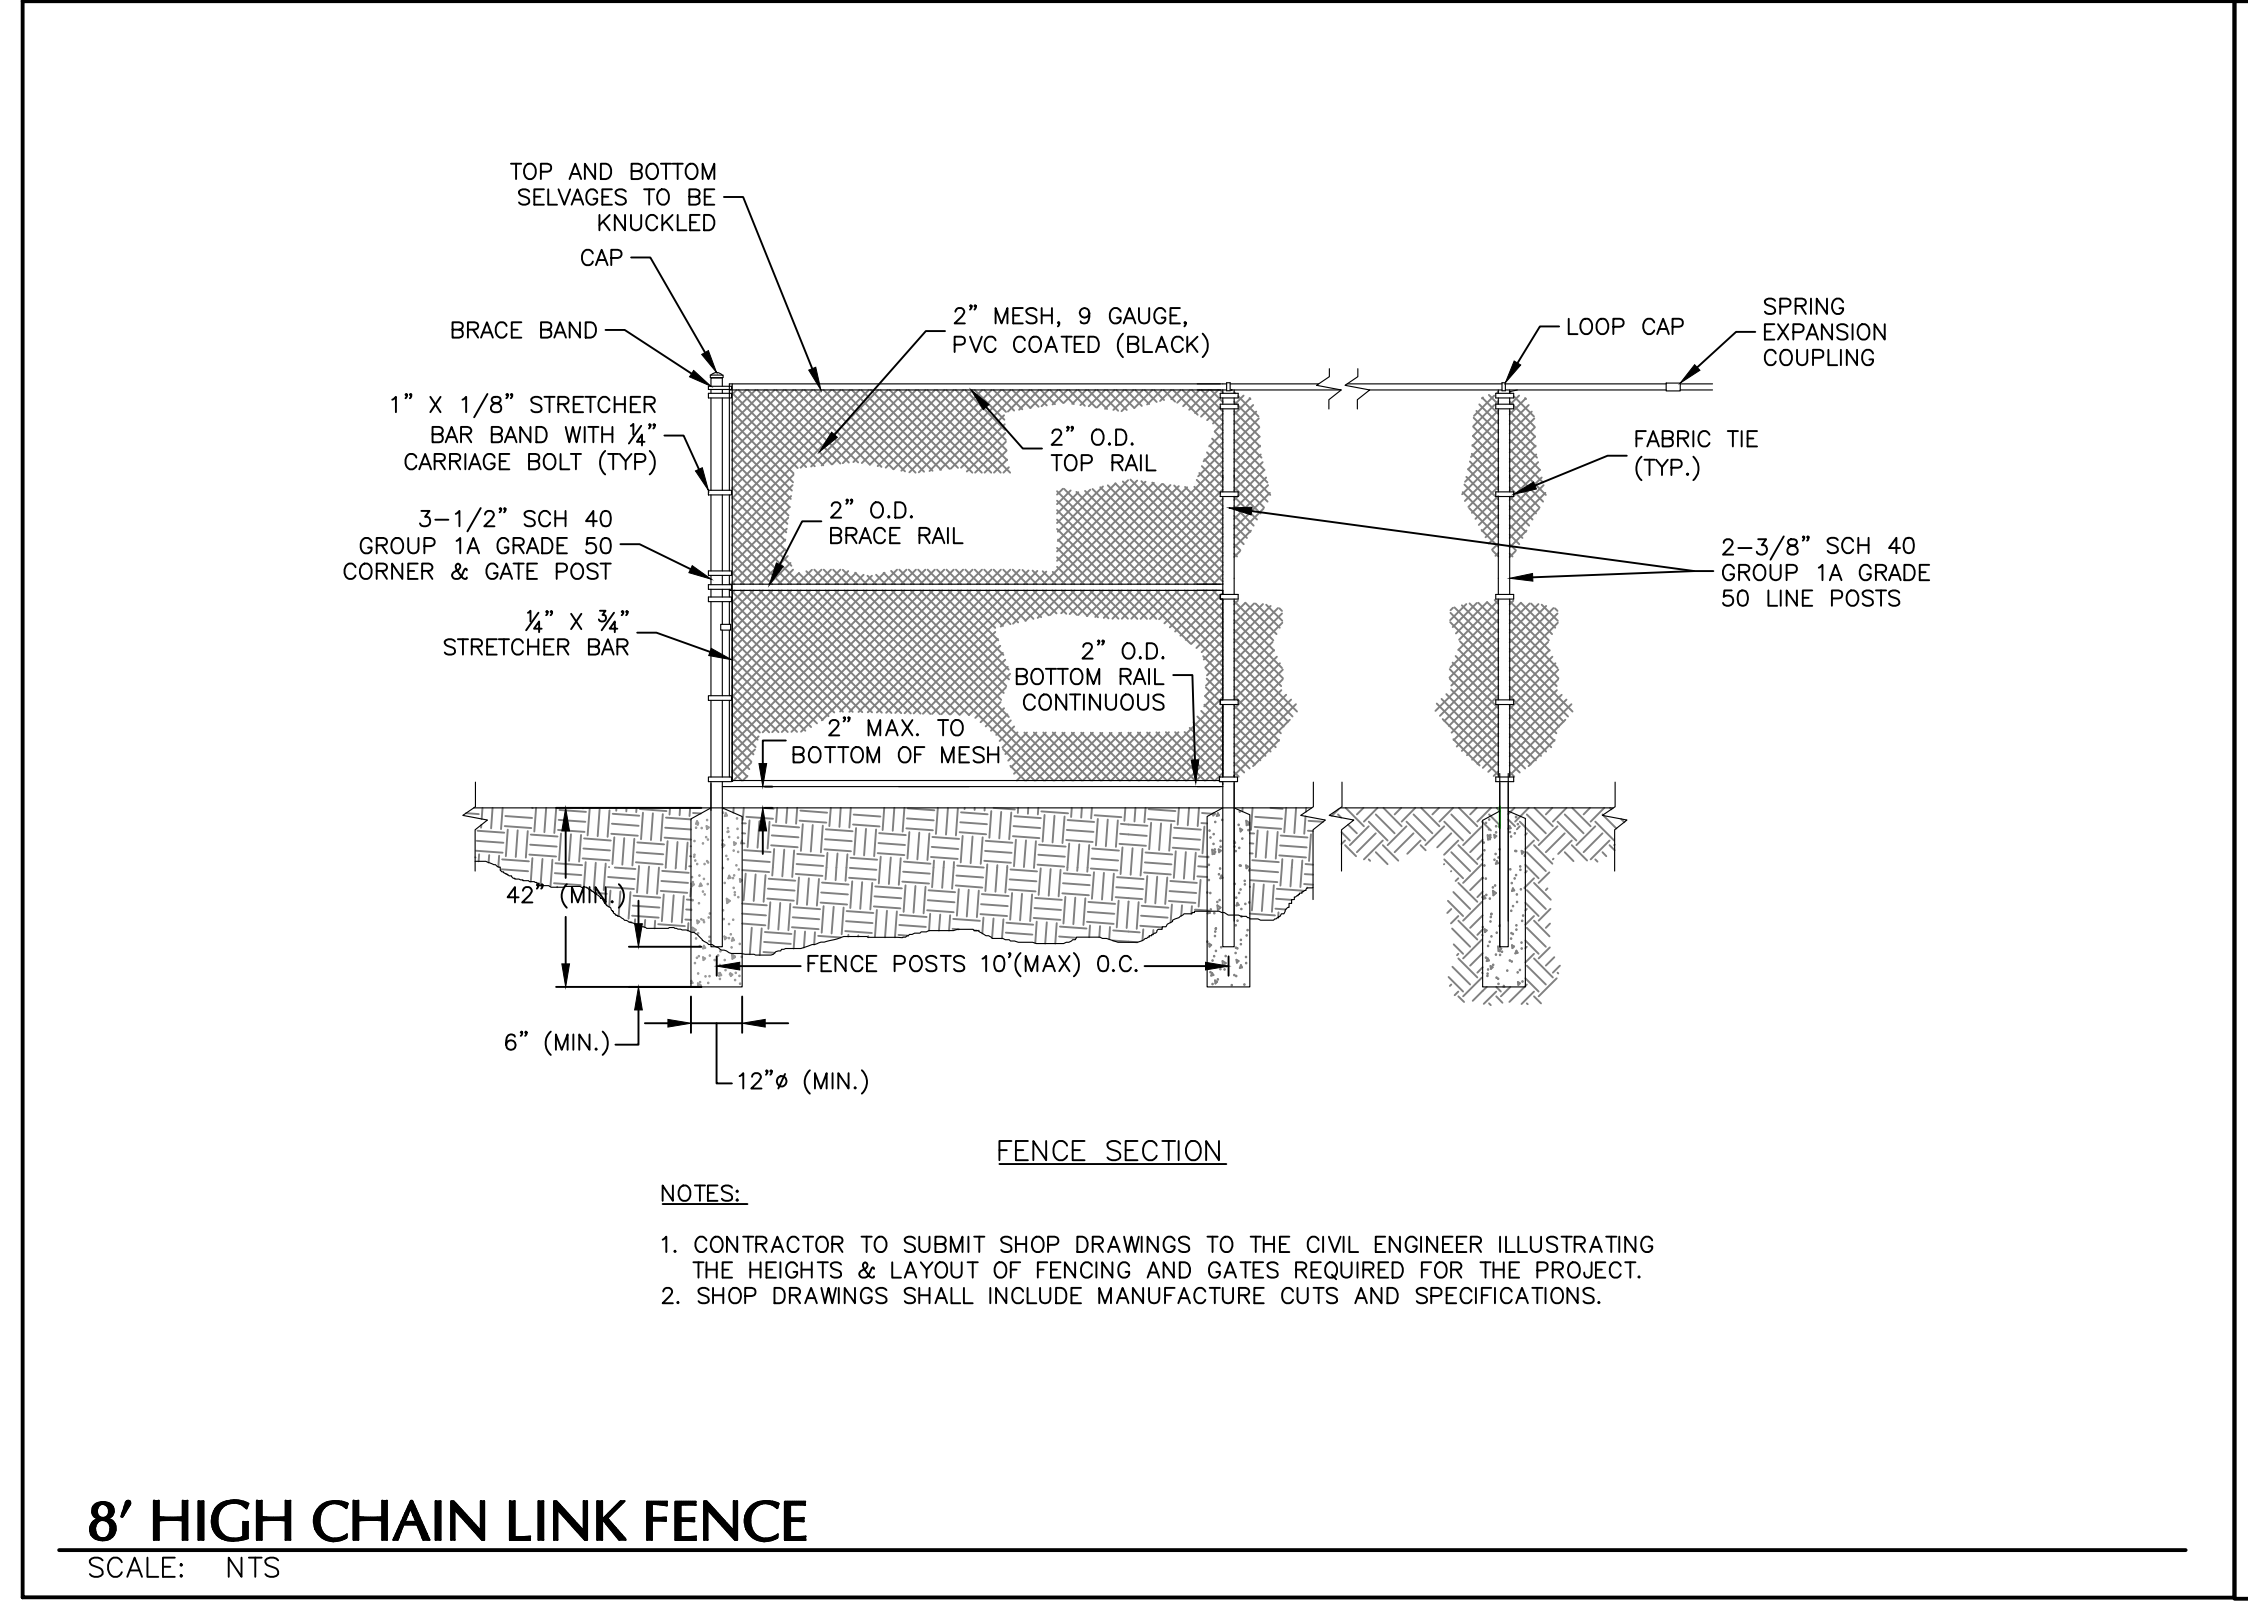 TOP AND BOTTOM
SELVAGES TO BE
KNUCKLED
CAP
BRACE BAND
2" MESH, 9 GAUGE,
PVC COATED (BLACK)
LOOP CAP
SPRING
EXPANSION
COUPLING
1" X 1/8" STRETCHER
BAR BAND WITH ¼"
CARRIAGE BOLT (TYP)
2" O.D.
TOP RAIL
FABRIC TIE
(TYP.)
3-1/2" SCH 40
GROUP 1A GRADE 50
CORNER & GATE POST
2" O.D.
BRACE RAIL
2-3/8" SCH 40
GROUP 1A GRADE
50 LINE POSTS
¼" X ¾"
STRETCHER BAR
2" O.D.
BOTTOM RAIL
CONTINUOUS
2" MAX. TO
BOTTOM OF MESH
42" (MIN.)
FENCE POSTS 10'(MAX) O.C.
6" (MIN.)
12"ø (MIN.)
FENCE SECTION
NOTES:
1. CONTRACTOR TO SUBMIT SHOP DRAWINGS TO THE CIVIL ENGINEER ILLUSTRATING
THE HEIGHTS & LAYOUT OF FENCING AND GATES REQUIRED FOR THE PROJECT.
2. SHOP DRAWINGS SHALL INCLUDE MANUFACTURE CUTS AND SPECIFICATIONS.
8' HIGH CHAIN LINK FENCE
SCALE: NTS